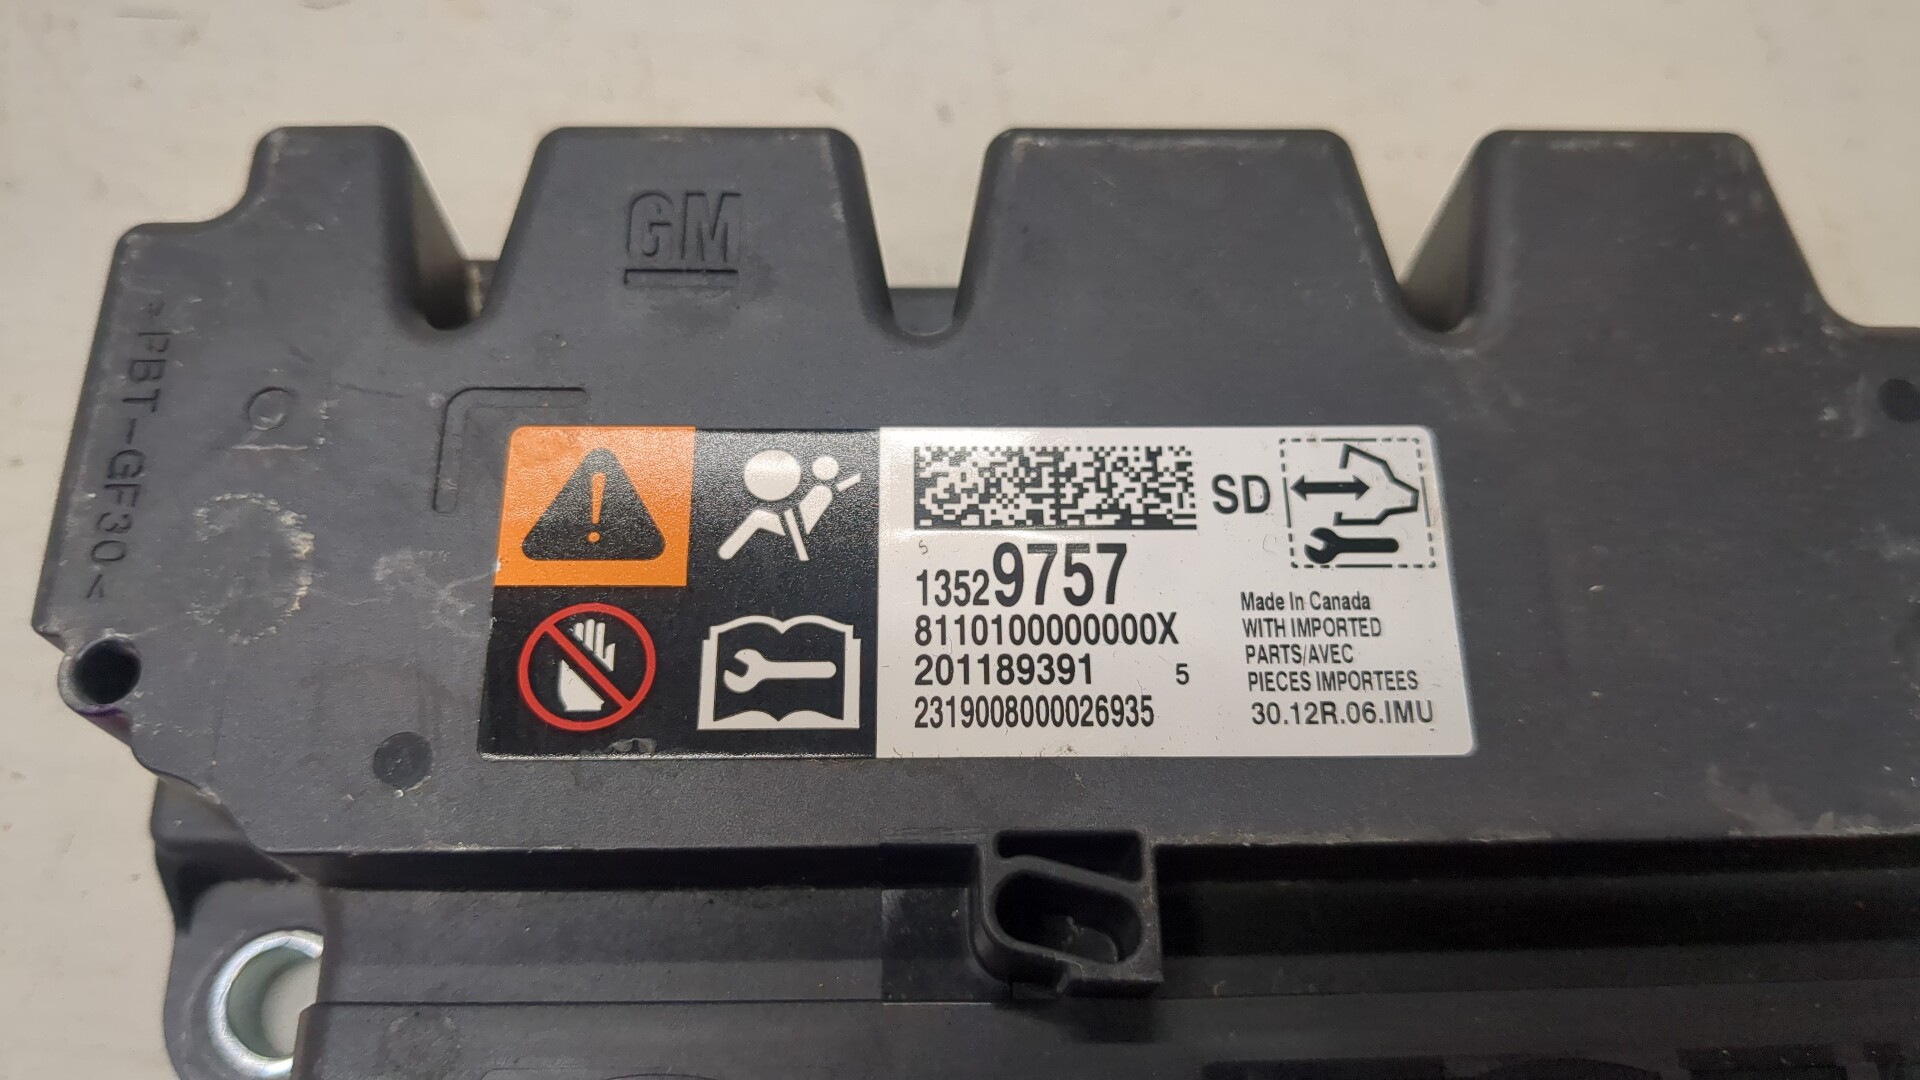 GM
>PBT-GF30<
SD
S
13529757
8110100000000X
201189391 5
2319008000026935
Made In Canada
WITH IMPORTED
PARTS/AVEC
PIECES IMPORTEES
30.12R.06.IMU